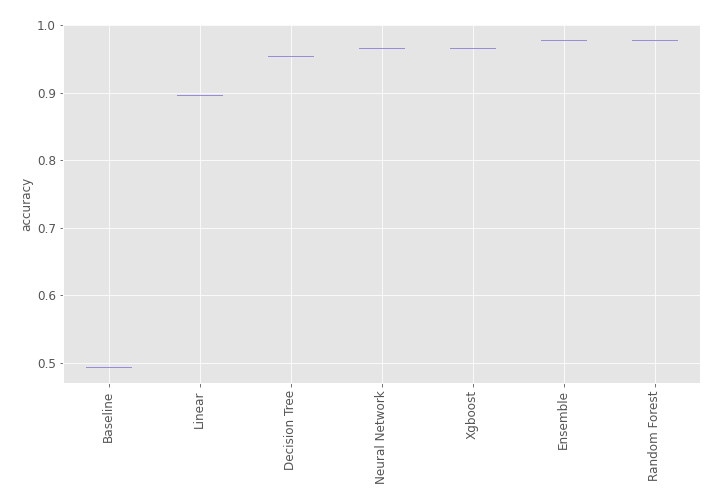 1.0
0.9
0.8
0.7
0.6
0.5
accuracy
Baseline
Linear
Decision Tree
Neural Network
Xgboost
Ensemble
Random Forest